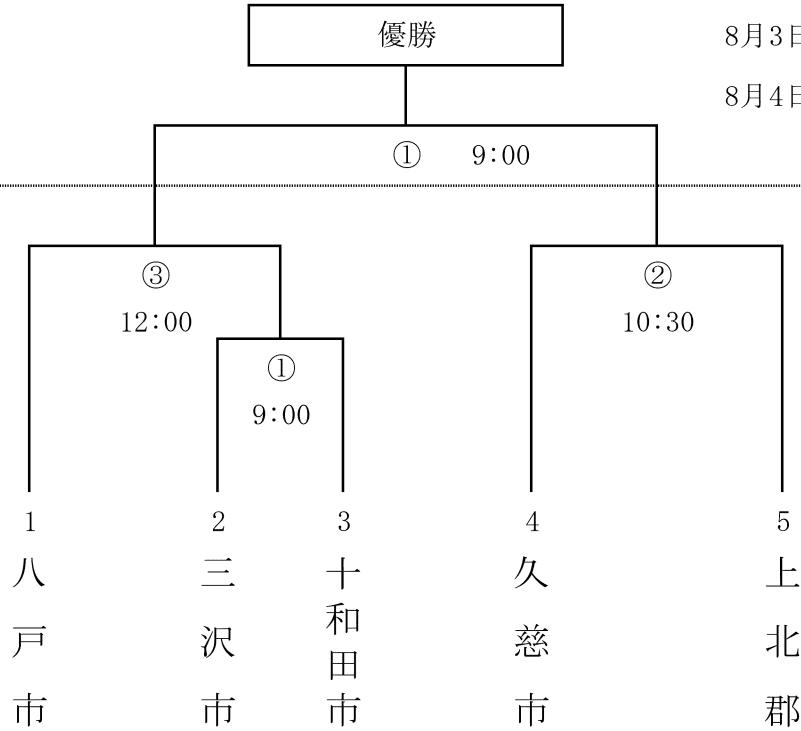 優勝
8月3日
8月4日
① 9:00
③
12:00
②
10:30
①
9:00
1 2 3 4 5
八戸市
三沢市
十和田市
久慈市
上北郡